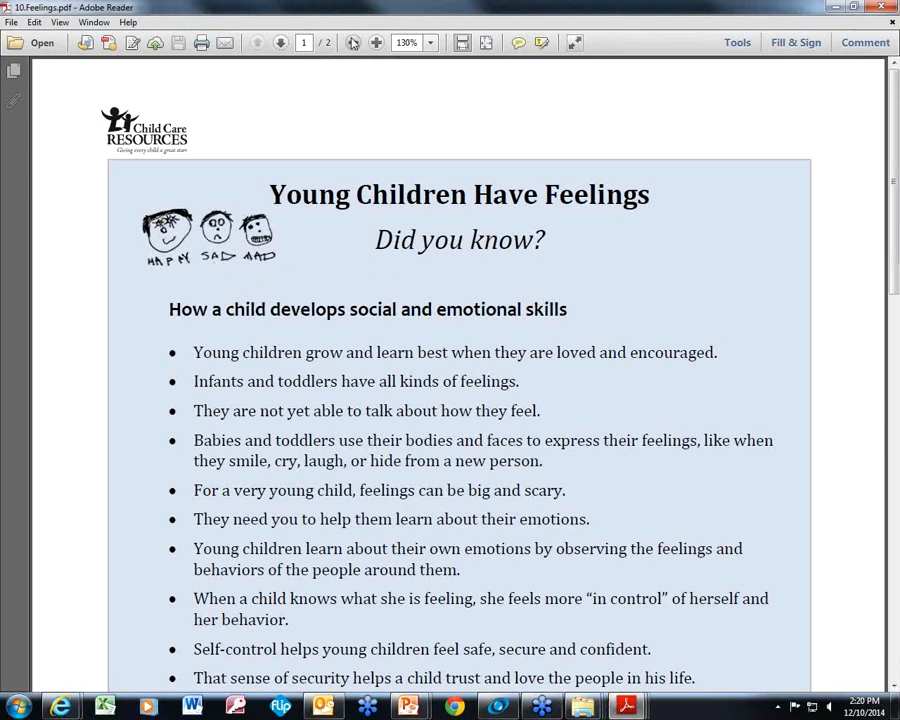 10.Feelings.pdf - Adobe Reader
File Edit View Window Help
Open 1 / 2 130% Tools Fill & Sign Comment
Child Care
RESOURCES
Giving every child a great start
Young Children Have Feelings
Did you know?
HAPPY SAD MAD
How a child develops social and emotional skills
• Young children grow and learn best when they are loved and encouraged.
• Infants and toddlers have all kinds of feelings.
• They are not yet able to talk about how they feel.
• Babies and toddlers use their bodies and faces to express their feelings, like when
they smile, cry, laugh, or hide from a new person.
• For a very young child, feelings can be big and scary.
• They need you to help them learn about their emotions.
• Young children learn about their own emotions by observing the feelings and
behaviors of the people around them.
• When a child knows what she is feeling, she feels more “in control” of herself and
her behavior.
• Self-control helps young children feel safe, secure and confident.
• That sense of security helps a child trust and love the people in his life.
flip
2:20 PM
12/10/2014